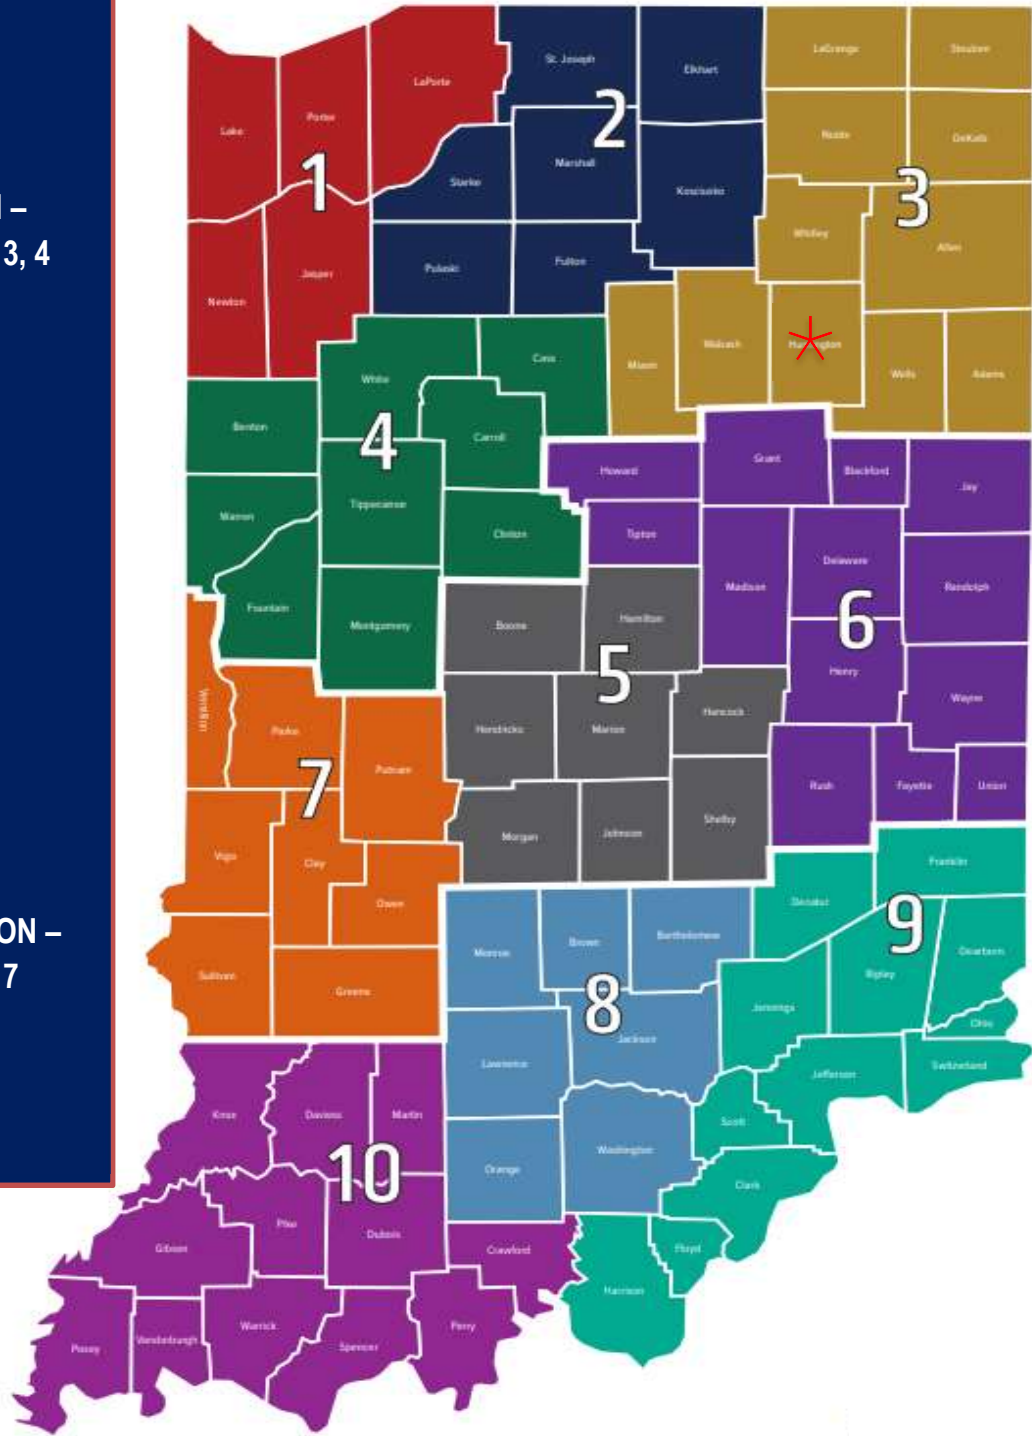 –
3, 4
ON –
7
LaGrange
Steuben
St. Joseph
Elkhart
LaPorte
Lake
Porter
2
Noble
DeKalb
Marshall
1
Starke
Kosciusko
3
Whitley
Allen
Jasper
Pulaski
Fulton
Newton
Miami
Wabash
Huntington
Wells
Adams
White
Cass
Benton
4
Carroll
Howard
Grant
Blackford
Jay
Warren
Tippecanoe
Clinton
Tipton
Madison
Delaware
Randolph
Fountain
Montgomery
Boone
Hamilton
6
5
Henry
Wayne
Vermillion
Parke
Putnam
Hendricks
Marion
Hancock
7
Rush
Fayette
Union
Vigo
Clay
Morgan
Johnson
Shelby
Owen
Franklin
Decatur
9
Sullivan
Greene
Monroe
Brown
Bartholomew
Ripley
Dearborn
8
Jennings
Ohio
Lawrence
Jackson
Jefferson
Switzerland
Knox
Daviess
Martin
Scott
10
Orange
Washington
Clark
Gibson
Pike
Dubois
Crawford
Floyd
Harrison
Posey
Vanderburgh
Warrick
Spencer
Perry